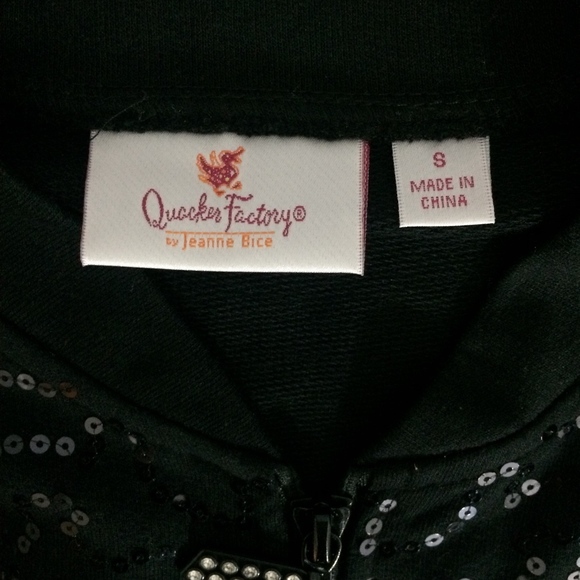 Quacker Factory®
by Jeanne Bice
S
MADE IN
CHINA